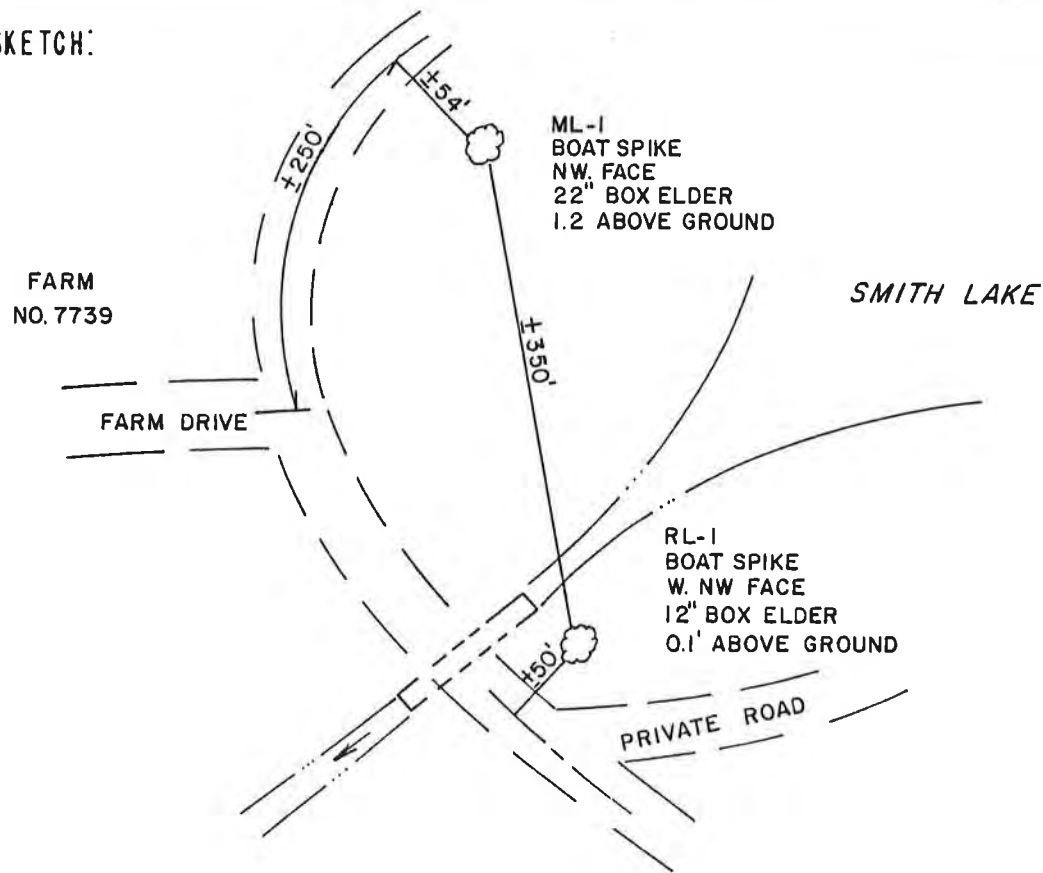 SKETCH:
±54'
ML-1
BOAT SPIKE
NW. FACE
22" BOX ELDER
1.2 ABOVE GROUND
±250'
FARM
NO. 7739
SMITH LAKE
±350'
FARM DRIVE
RL-1
BOAT SPIKE
W. NW FACE
12" BOX ELDER
0.1' ABOVE GROUND
±50'
PRIVATE ROAD